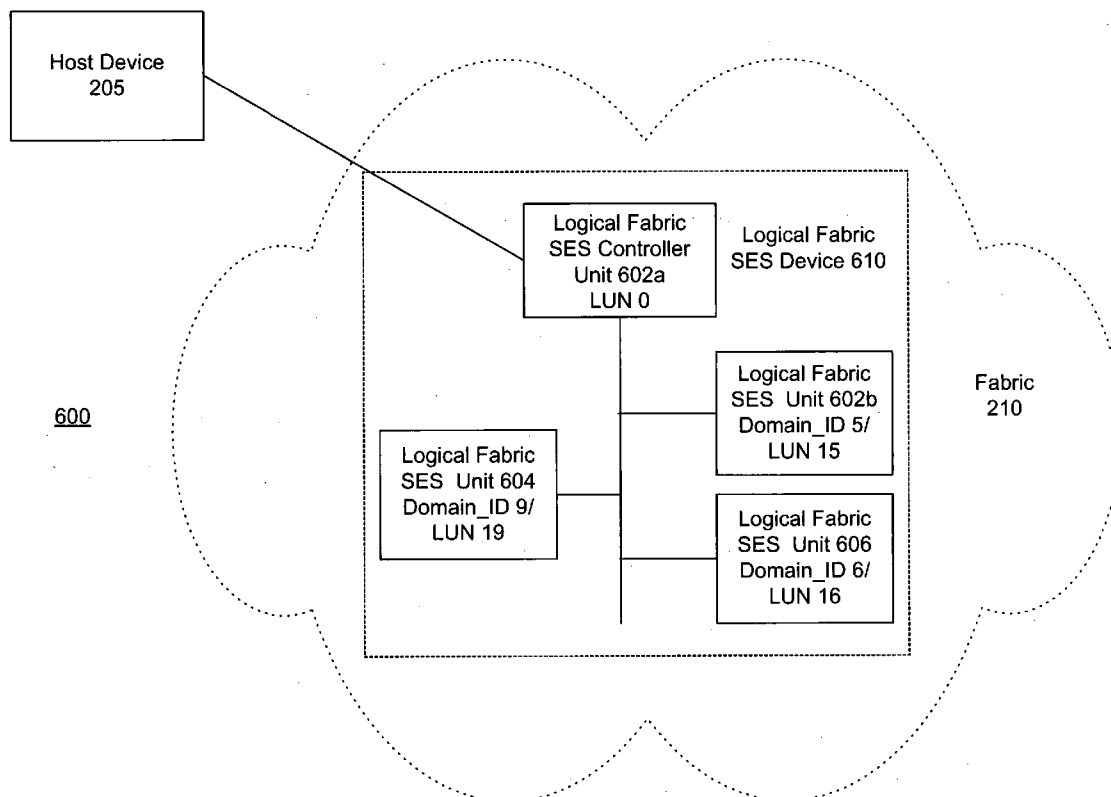 Host Device
205
Logical Fabric
SES Controller
Unit 602a
LUN 0
Logical Fabric
SES Device 610
Logical Fabric
SES Unit 602b
Domain_ID 5/
LUN 15
Fabric
210
600
Logical Fabric
SES Unit 604
Domain_ID 9/
LUN 19
Logical Fabric
SES Unit 606
Domain_ID 6/
LUN 16